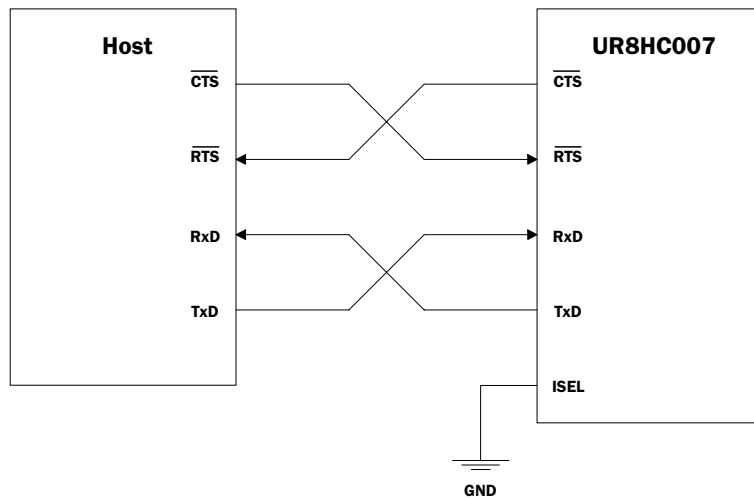 Host
CTS
RTS
RxD
TxD
UR8HC007
CTS
RTS
RxD
TxD
ISEL
GND